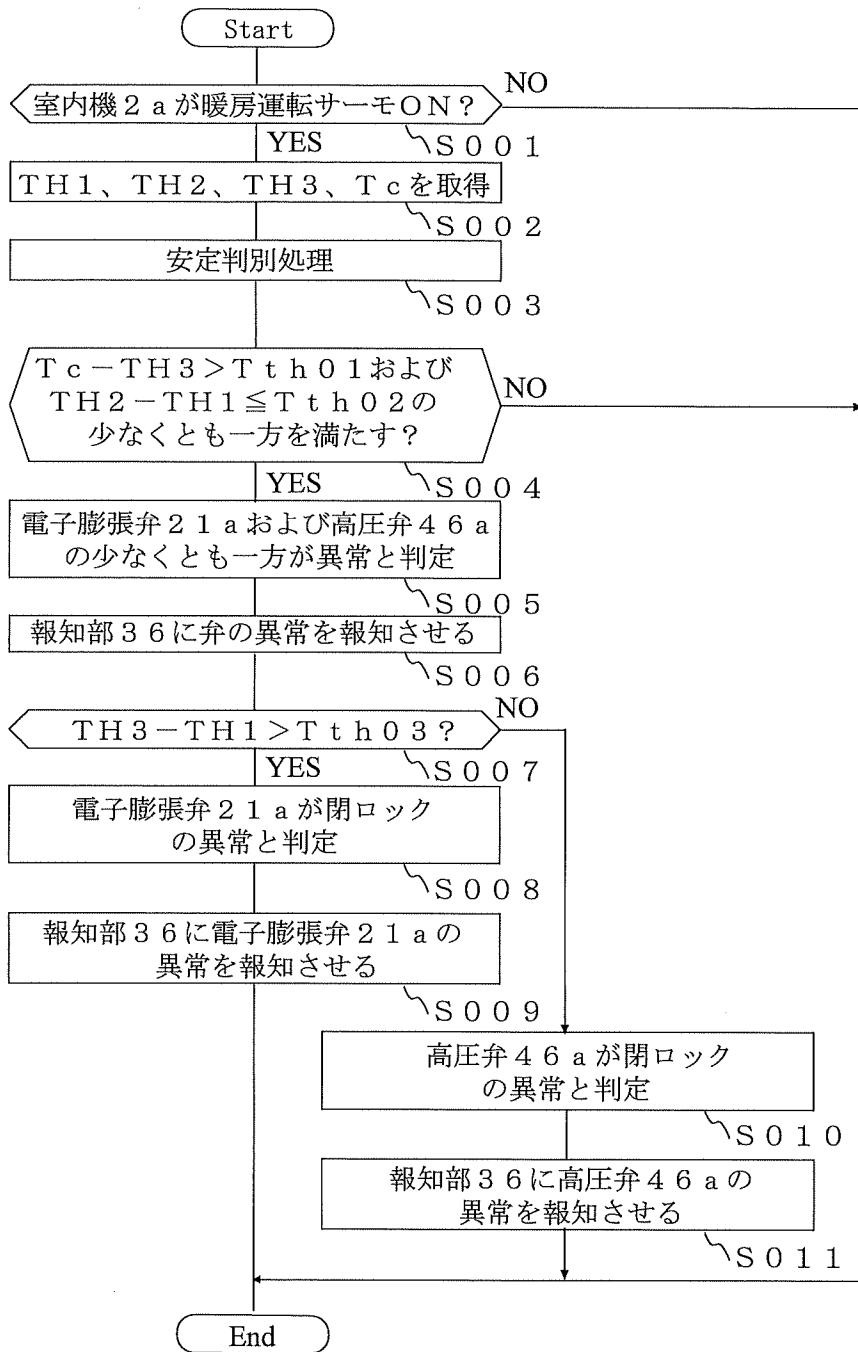 Start
室内機２ａが暖房運転サーモＯＮ？
NO
YES
Ｓ００１
ＴＨ１、ＴＨ２、ＴＨ３、Ｔｃを取得
Ｓ００２
安定判別処理
Ｓ００３
Ｔｃ－ＴＨ３＞Ｔｔｈ０１および
ＴＨ２－ＴＨ１≦Ｔｔｈ０２の
少なくとも一方を満たす？
NO
YES
Ｓ００４
電子膨張弁２１ａおよび高圧弁４６ａ
の少なくとも一方が異常と判定
Ｓ００５
報知部３６に弁の異常を報知させる
Ｓ００６
ＴＨ３－ＴＨ１＞Ｔｔｈ０３？
NO
YES
Ｓ００７
電子膨張弁２１ａが閉ロック
の異常と判定
Ｓ００８
報知部３６に電子膨張弁２１ａの
異常を報知させる
Ｓ００９
高圧弁４６ａが閉ロック
の異常と判定
Ｓ０１０
報知部３６に高圧弁４６ａの
異常を報知させる
Ｓ０１１
End